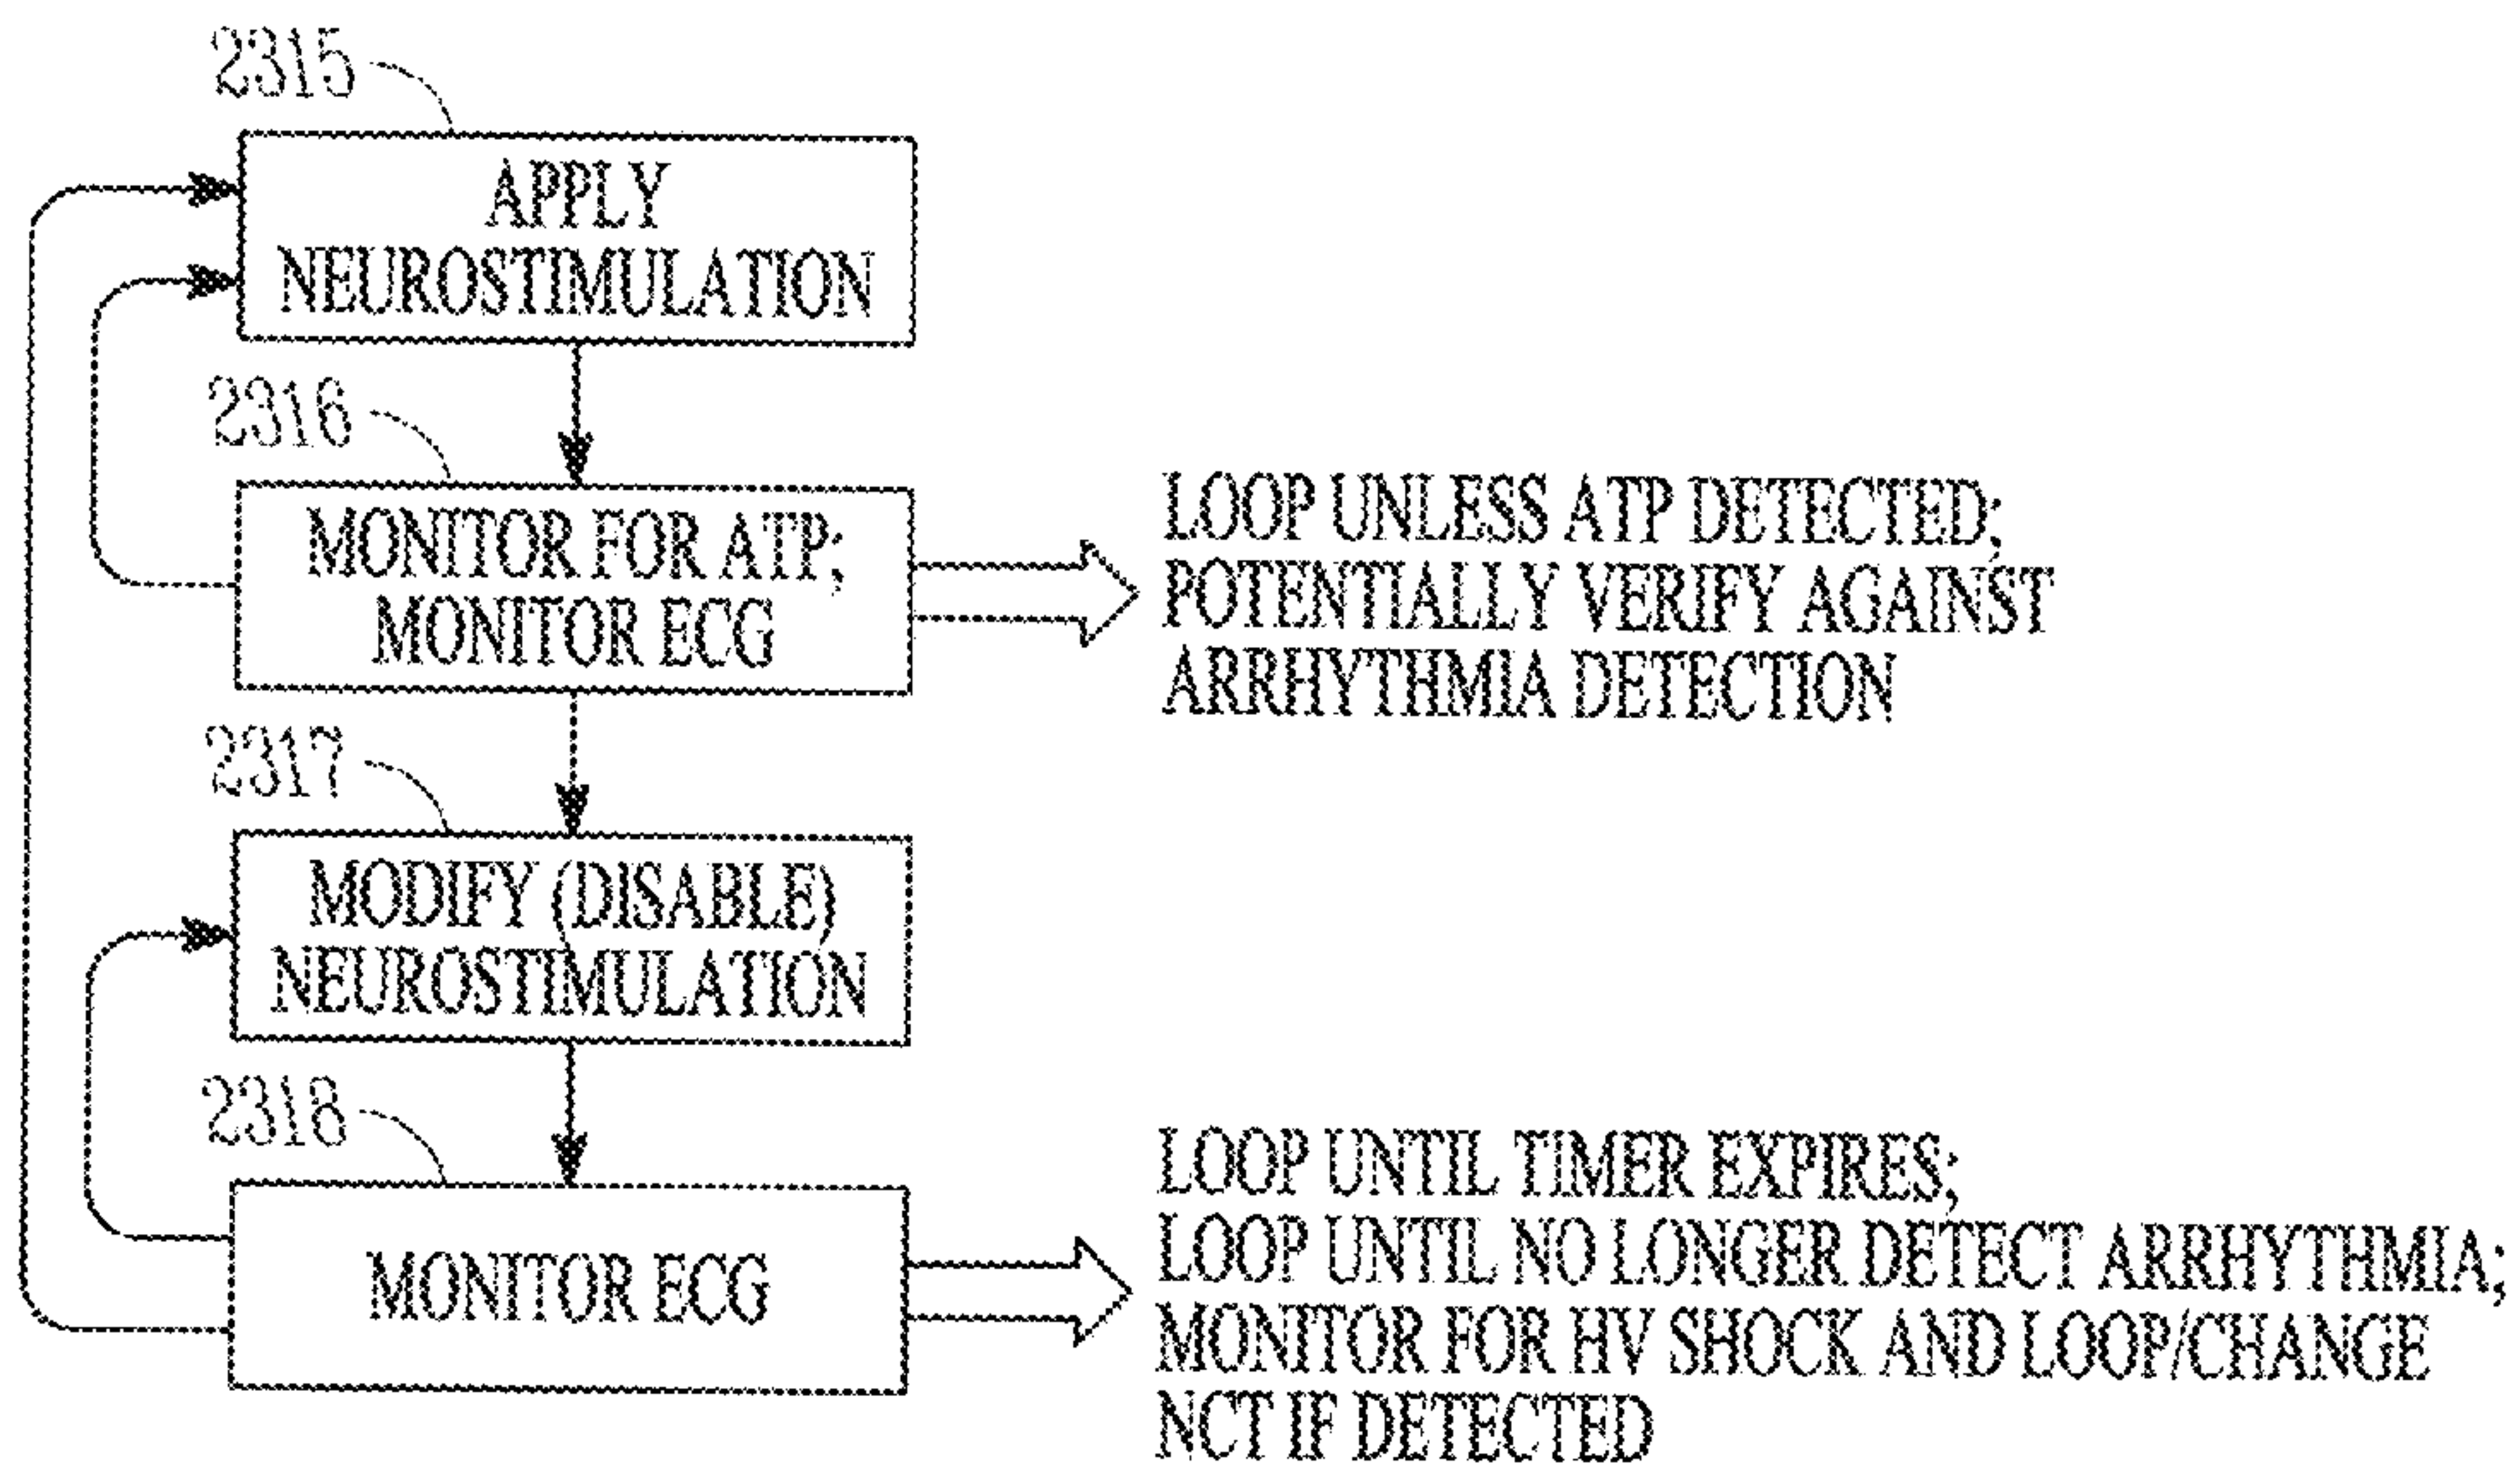 2315
APPLY
NEUROSTIMULATION
2316
MONITOR FOR ATP;
MONITOR ECG
LOOP UNLESS ATP DETECTED;
POTENTIALLY VERIFY AGAINST
ARRHYTHMIA DETECTION
2317
MODIFY (DISABLE)
NEUROSTIMULATION
2318
MONITOR ECG
LOOP UNTIL TIMER EXPIRES;
LOOP UNTIL NO LONGER DETECT ARRHYTHMIA;
MONITOR FOR HV SHOCK AND LOOP/CHANGE
NCT IF DETECTED